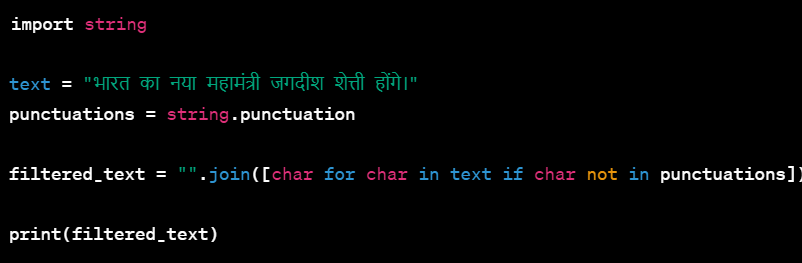 import string
text = "भारत का नया महामंत्री जगदीश शेत्ती होंगे।"
punctuations = string.punctuation
filtered_text = "".join([char for char in text if char not in punctuations])
print(filtered_text)